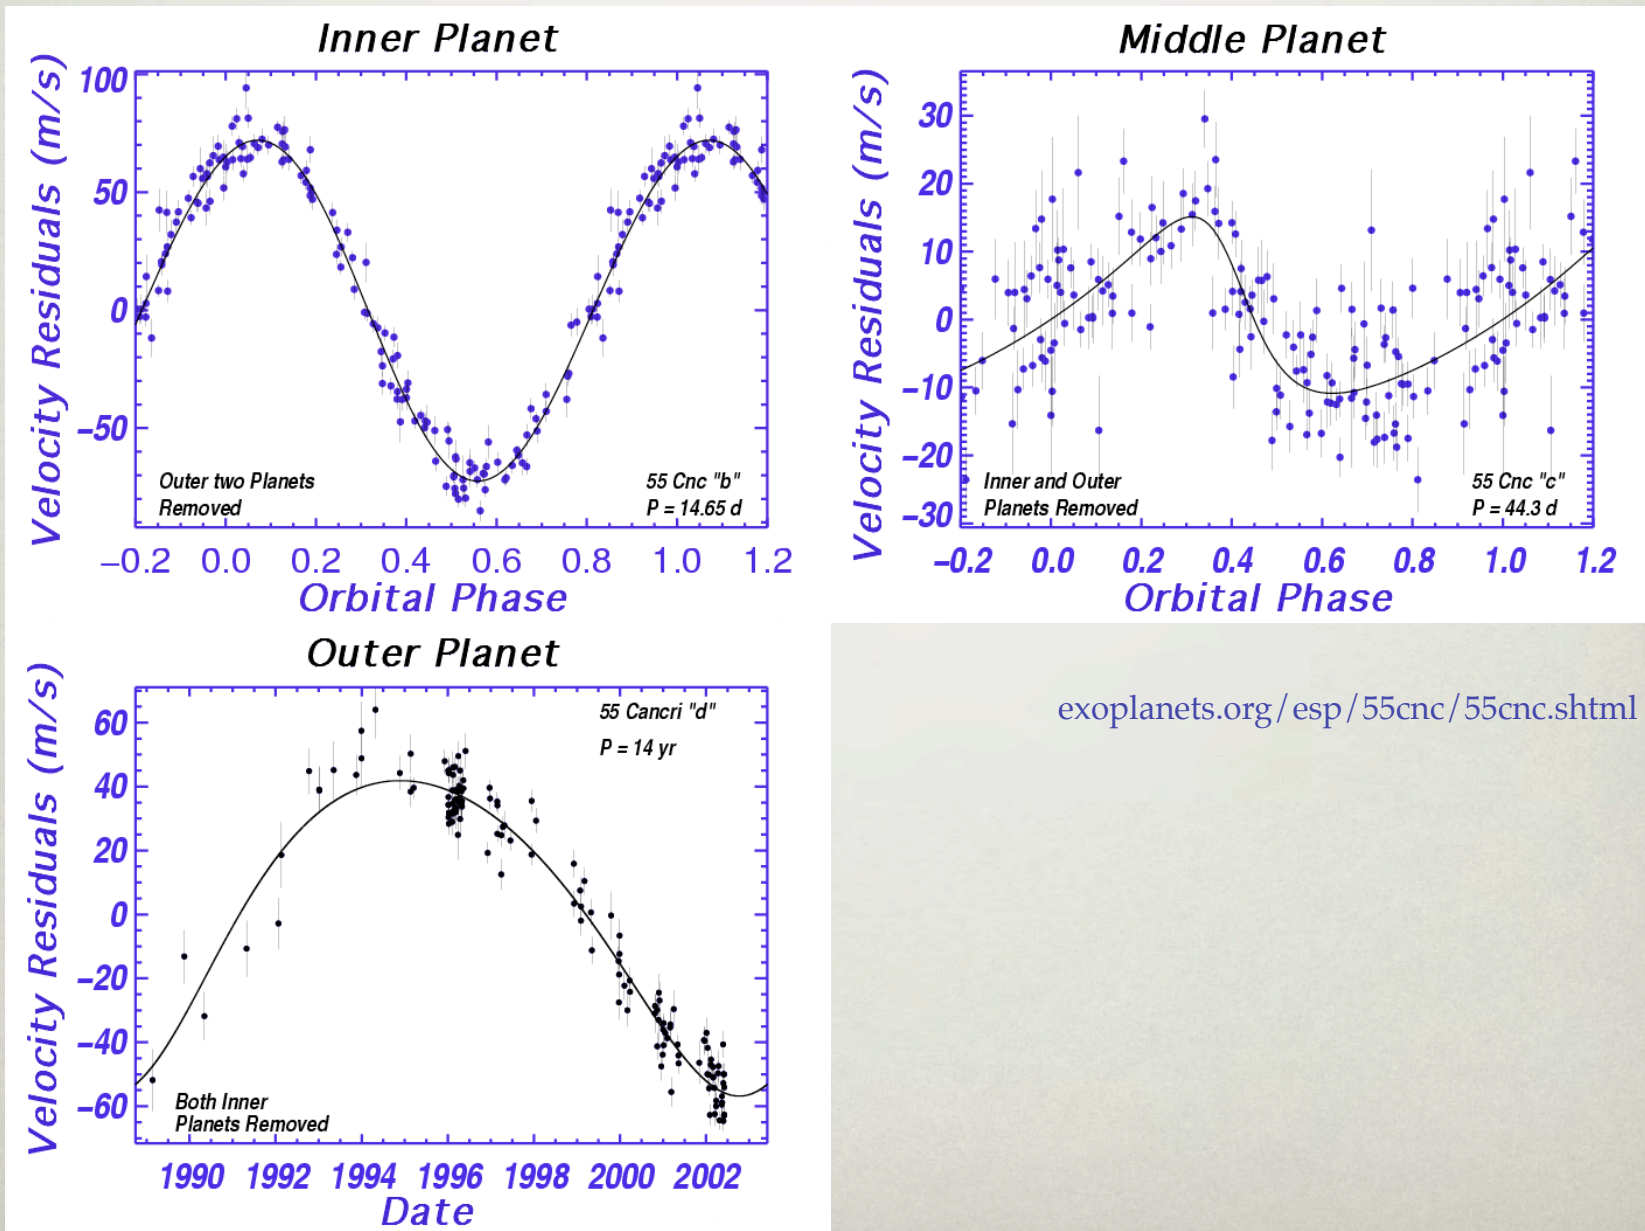 Inner Planet
Velocity Residuals (m/s)
100
50
0
−50
Outer two Planets
Removed
55 Cnc "b"
P = 14.65 d
−0.2 0.0 0.2 0.4 0.6 0.8 1.0 1.2
Orbital Phase
Middle Planet
Velocity Residuals (m/s)
30
20
10
0
−10
−20
−30
Inner and Outer
Planets Removed
55 Cnc "c"
P = 44.3 d
−0.2 0.0 0.2 0.4 0.6 0.8 1.0 1.2
Orbital Phase
Outer Planet
Velocity Residuals (m/s)
60
40
20
0
−20
−40
−60
55 Cancri "d"
P = 14 yr
Both Inner
Planets Removed
1990 1992 1994 1996 1998 2000 2002
Date
exoplanets.org/esp/55cnc/55cnc.shtml